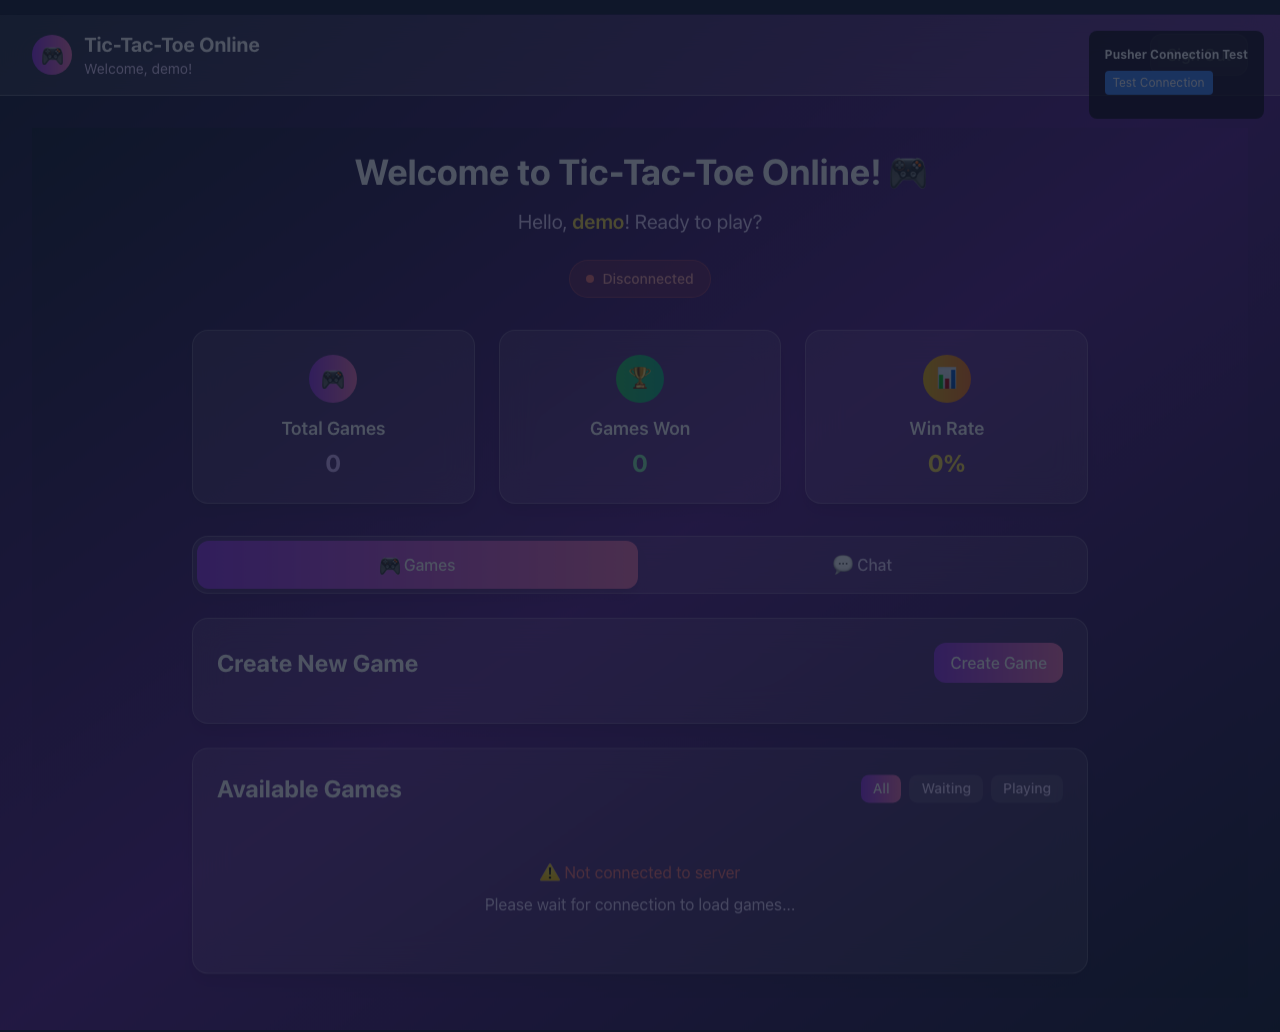 Tic-Tac-Toe Online
Welcome, demo!
Pusher Connection Test
Test Connection
Welcome to Tic-Tac-Toe Online! 🎮
Hello, demo! Ready to play?
Disconnected
Total Games
0
Games Won
0
Win Rate
0%
🎮 Games
💬 Chat
Create New Game
Create Game
Available Games
All
Waiting
Playing
⚠️ Not connected to server
Please wait for connection to load games...